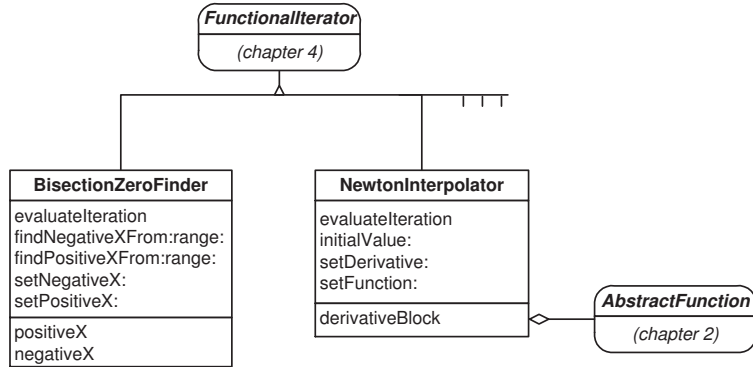 FunctionalIterator
(chapter 4)
BisectionZeroFinder
evaluateIteration
findNegativeXFrom:range:
findPositiveXFrom:range:
setNegativeX:
setPositiveX:
positiveX
negativeX
NewtonInterpolator
evaluateIteration
initialValue:
setDerivative:
setFunction:
derivativeBlock
AbstractFunction
(chapter 2)